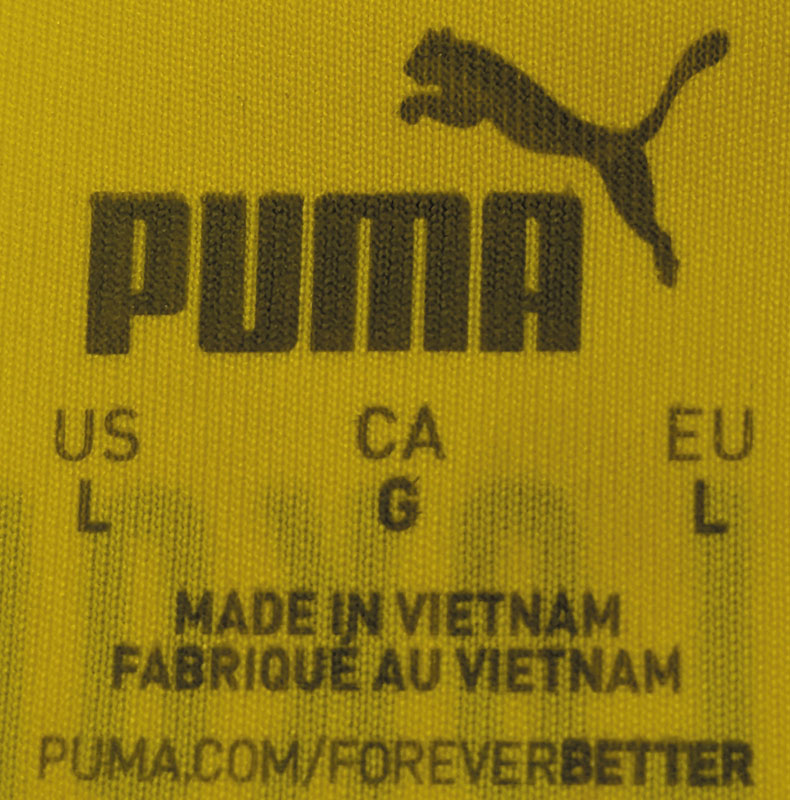 PUMA
US CA EU
L G L
MADE IN VIETNAM
FABRIQUÉ AU VIETNAM
PUMA.COM/FOREVERBETTER